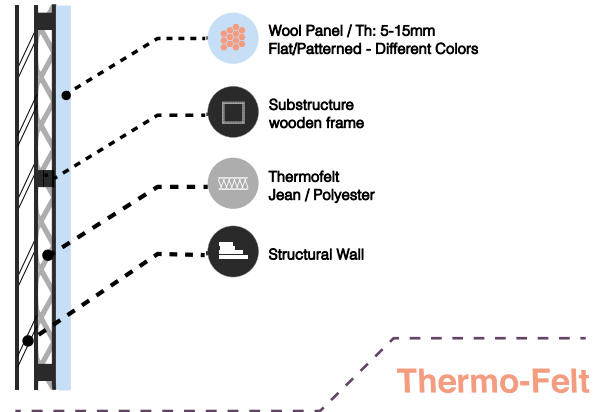 Wool Panel / Th: 5-15mm
Flat/Patterned - Different Colors
Substructure
wooden frame
Thermofelt
Jean / Polyester
Structural Wall
Thermo-Felt